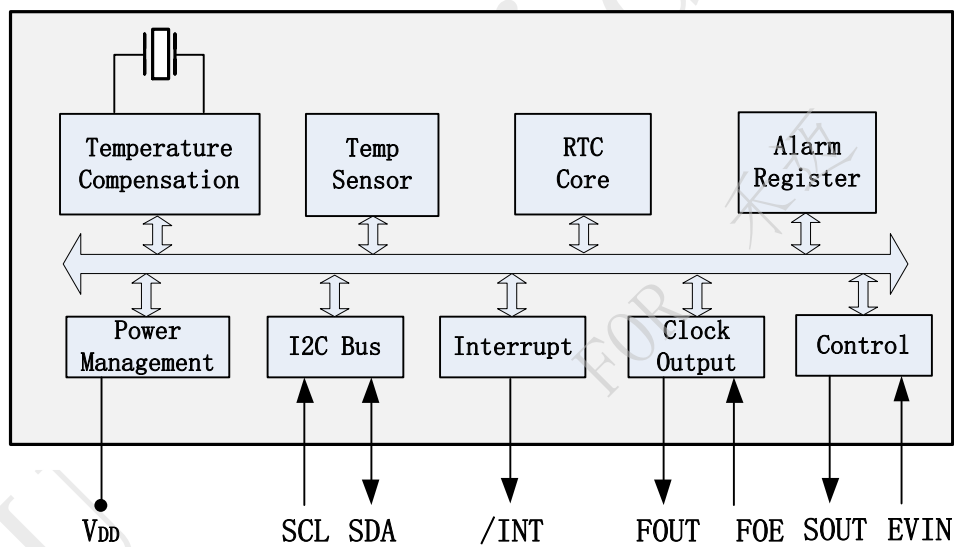 Temperature
Compensation
Temp
Sensor
RTC
Core
Alarm
Register
Power
Management
I2C Bus
Interrupt
Clock
Output
Control
FOR
VDD
SCL
SDA
/INT
FOUT
FOE
SOUT
EVIN